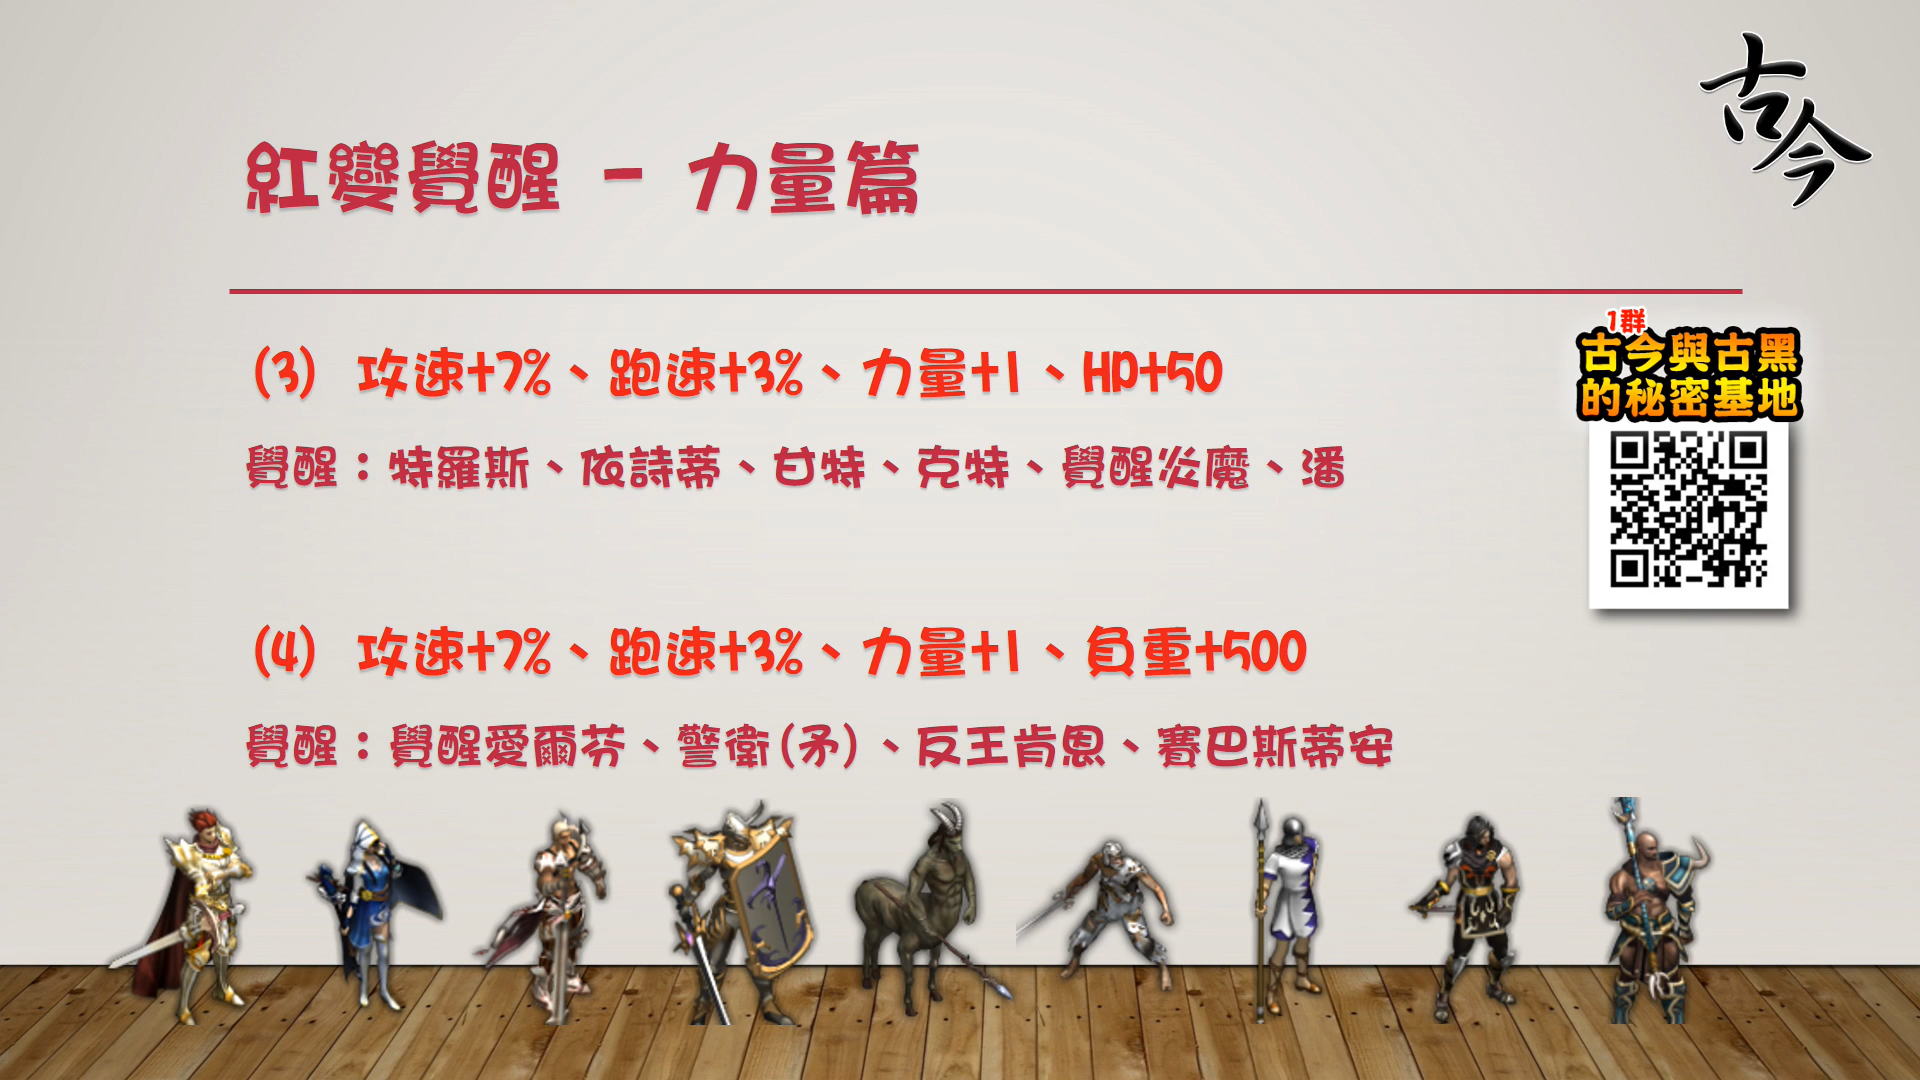 古今
紅變覺醒 - 力量篇
(3) 攻速+7%、跑速+3%、力量+1、HP+50
覺醒：特羅斯、依詩蒂、甘特、克特、覺醒炎魔、潘
1群
古今與古黑
的秘密基地
(4) 攻速+7%、跑速+3%、力量+1、負重+500
覺醒：覺醒愛爾芬、警衛(矛)、反王肯恩、賽巴斯蒂安